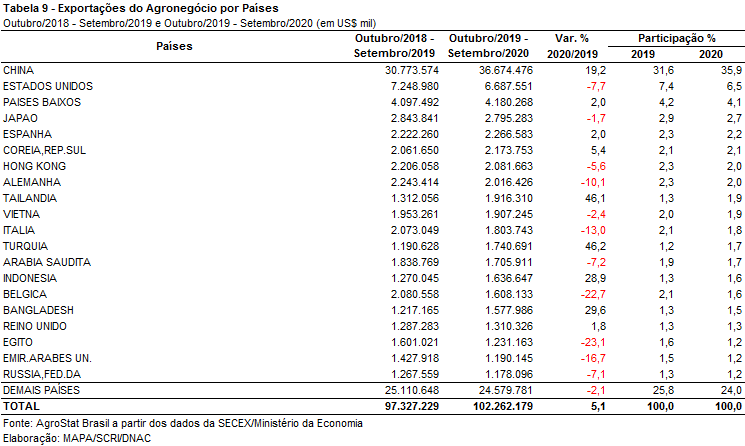 Tabela 9 - Exportações do Agronegócio por Países
Outubro/2018 - Setembro/2019 e Outubro/2019 - Setembro/2020 (em US$ mil)
Países Outubro/2018 - Setembro/2019 Outubro/2019 - Setembro/2020 Var. % 2020/2019 Participação %
2019 2020
CHINA 30.773.574 36.674.476 19,2 31,6 35,9
ESTADOS UNIDOS 7.248.980 6.687.551 -7,7 7,4 6,5
PAISES BAIXOS 4.097.492 4.180.268 2,0 4,2 4,1
JAPAO 2.843.841 2.795.283 -1,7 2,9 2,7
ESPANHA 2.222.260 2.266.583 2,0 2,3 2,2
COREIA,REP.SUL 2.061.650 2.173.753 5,4 2,1 2,1
HONG KONG 2.206.058 2.081.663 -5,6 2,3 2,0
ALEMANHA 2.243.414 2.016.426 -10,1 2,3 2,0
TAILANDIA 1.312.056 1.916.310 46,1 1,3 1,9
VIETNA 1.953.261 1.907.245 -2,4 2,0 1,9
ITALIA 2.073.049 1.803.743 -13,0 2,1 1,8
TURQUIA 1.190.628 1.740.691 46,2 1,2 1,7
ARABIA SAUDITA 1.838.769 1.705.911 -7,2 1,9 1,7
INDONESIA 1.270.045 1.636.647 28,9 1,3 1,6
BELGICA 2.080.558 1.608.133 -22,7 2,1 1,6
BANGLADESH 1.217.165 1.577.986 29,6 1,3 1,5
REINO UNIDO 1.287.283 1.310.326 1,8 1,3 1,3
EGITO 1.601.021 1.231.163 -23,1 1,6 1,2
EMIR.ARABES UN. 1.427.918 1.190.145 -16,7 1,5 1,2
RUSSIA,FED.DA 1.267.559 1.178.096 -7,1 1,3 1,2
DEMAIS PAÍSES 25.110.648 24.579.781 -2,1 25,8 24,0
TOTAL 97.327.229 102.262.179 5,1 100,0 100,0
Fonte: AgroStat Brasil a partir dos dados da SECEX/Ministério da Economia
Elaboração: MAPA/SCRI/DNAC